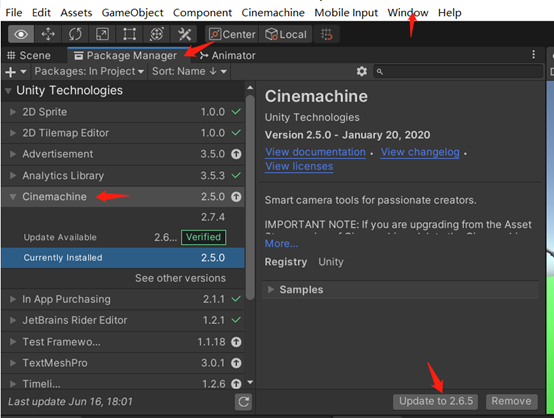 File Edit Assets GameObject Component Cinemachine Mobile Input Window Help
Center Local
Scene Package Manager Animator
+ Packages: In Project Sort: Name ↓
Unity Technologies
2D Sprite 1.0.0
2D Tilemap Editor 1.0.0
Advertisement 3.5.0
Analytics Library 3.5.3
Cinemachine 2.5.0
2.7.4
Update Available 2.6... Verified
Currently Installed 2.5.0
See other versions
In App Purchasing 2.1.1
JetBrains Rider Editor 1.2.1
Test Framewo... 1.1.18
TextMeshPro 3.0.1
Timeli... 1.2.6
Last update Jun 16, 18:01
Cinemachine
Unity Technologies
Version 2.5.0 - January 20, 2020
View documentation • View changelog •
View licenses
Smart camera tools for passionate creators.
IMPORTANT NOTE: If you are upgrading from the Asset
More...
Registry Unity
Samples
Update to 2.6.5 Remove